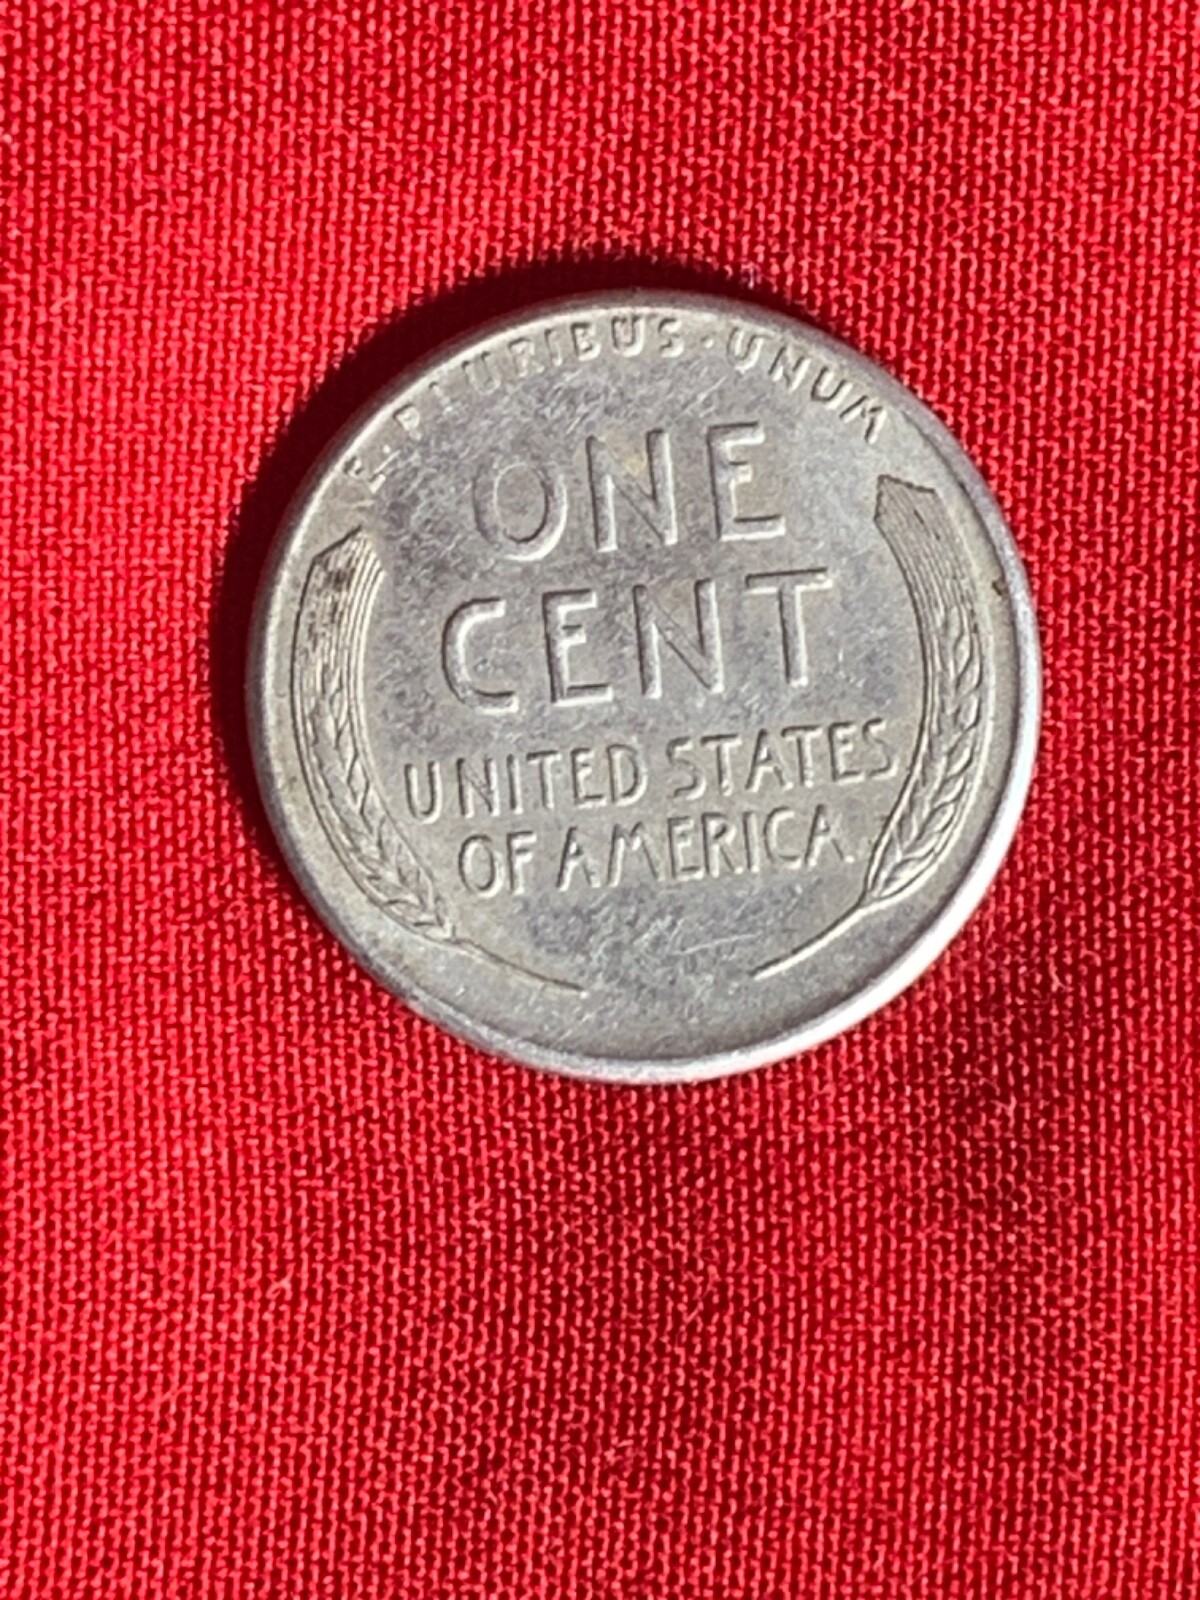 E·PLURIBUS·UNUM
ONE
CENT
UNITED STATES
OF AMERICA